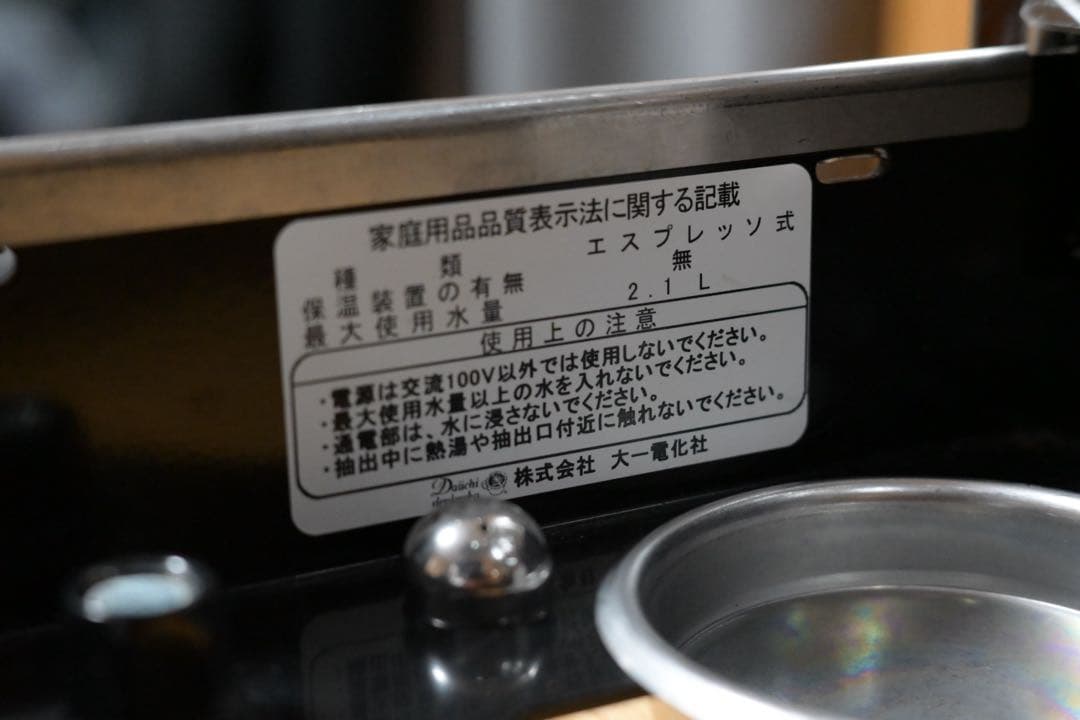 家庭用品品質表示法に関する記載
種類 エスプレッソ式
保温装置の有無 無
最大使用水量 2.1 L
使用上の注意
・電源は交流100V以外では使用しないでください。
・最大使用水量以上の水を入れないでください。
・通電部は、水に浸さないでください。
・抽出中に熱湯や抽出口付近に触れないでください。
Daiichi
株式会社 大一電化社